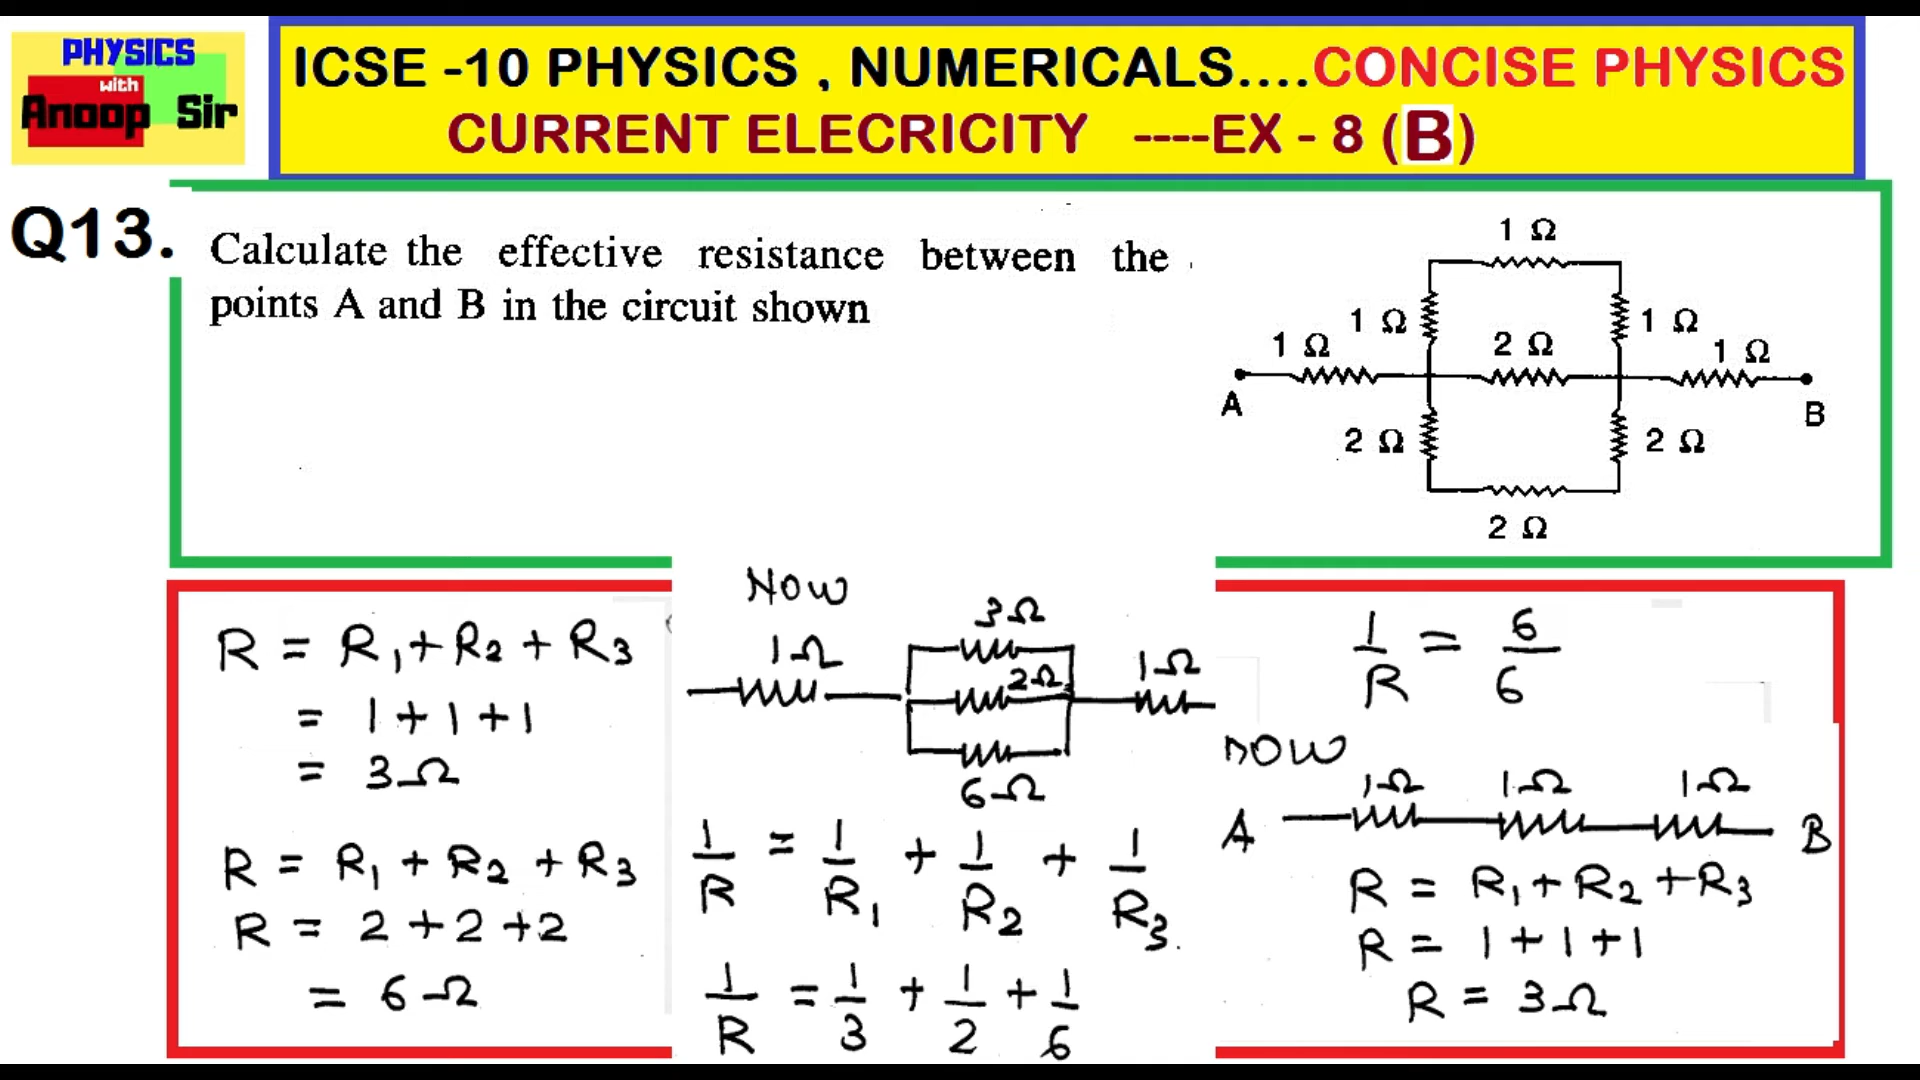 PHYSICS
with
Anoop Sir
ICSE -10 PHYSICS , NUMERICALS....CONCISE PHYSICS
CURRENT ELECRICITY ----EX - 8 (B)
Q13.
Calculate the effective resistance between the
points A and B in the circuit shown
1 Ω
1 Ω
1 Ω
1 Ω
2 Ω
1 Ω
A
B
2 Ω
2 Ω
2 Ω
R = R₁ + R₂ + R₃
= 1 + 1 + 1
= 3Ω
R = R₁ + R₂ + R₃
R = 2 + 2 + 2
= 6Ω
NOW
3Ω
1Ω
2Ω
1Ω
6Ω
1/R = 1/R₁ + 1/R₂ + 1/R₃
1/R = 1/3 + 1/2 + 1/6
1/R = 6/6
NOW
1Ω 1Ω 1Ω
A B
R = R₁ + R₂ + R₃
R = 1 + 1 + 1
R = 3Ω